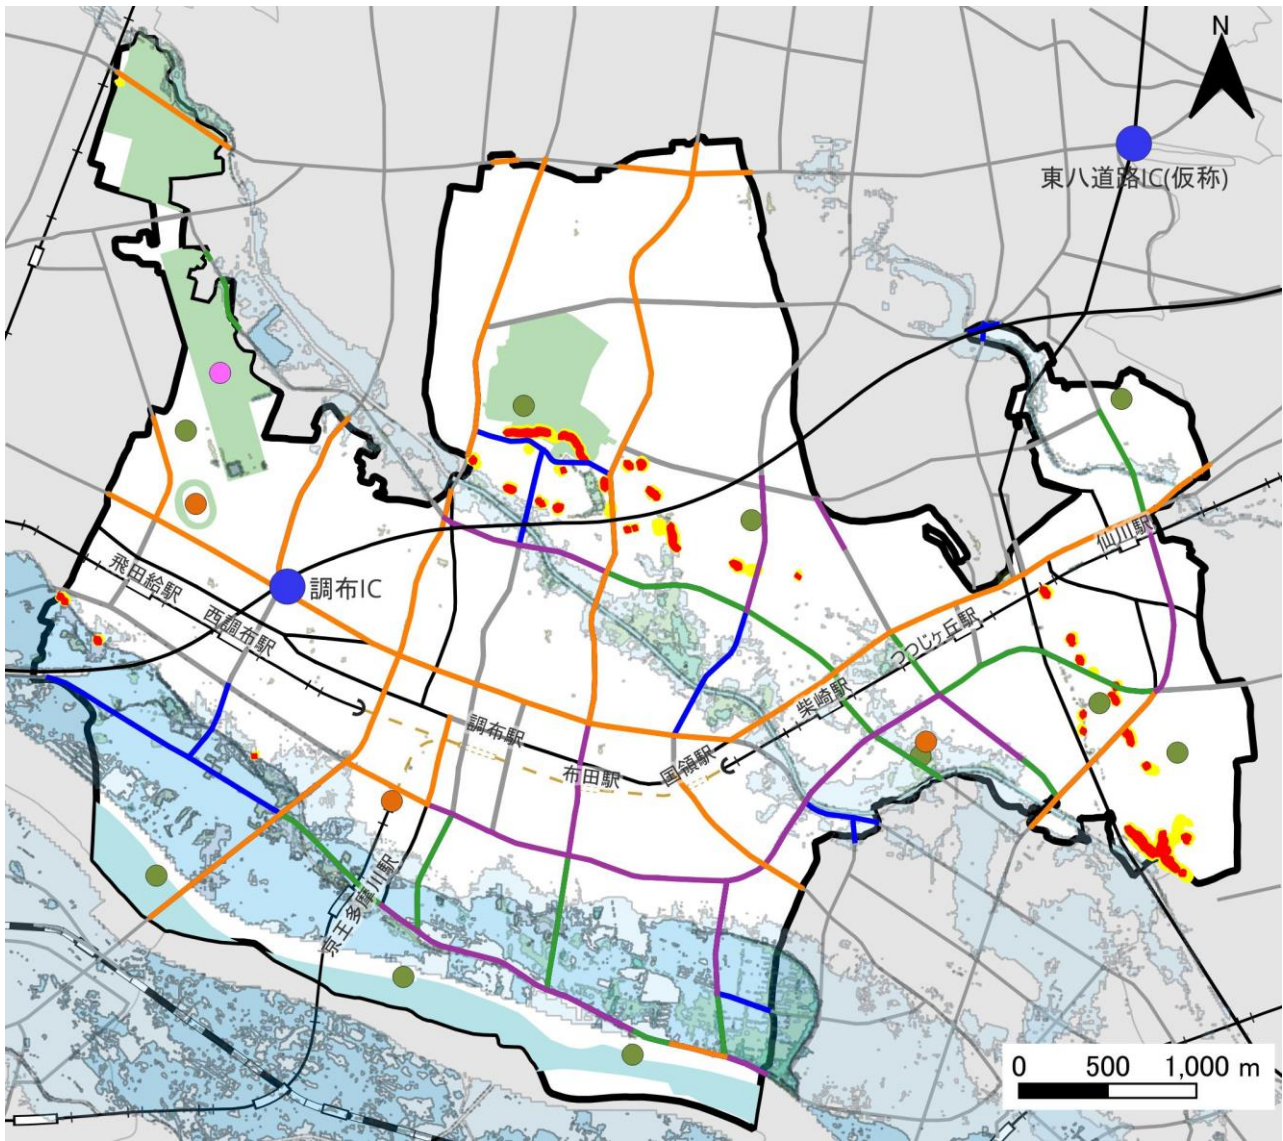 N
東八道路IC(仮称)
仙川駅
飛田給駅
調布IC
西調布駅
つつじヶ丘駅
柴崎駅
調布駅
国領駅
布田駅
京王多摩川駅
0 500 1,000 m